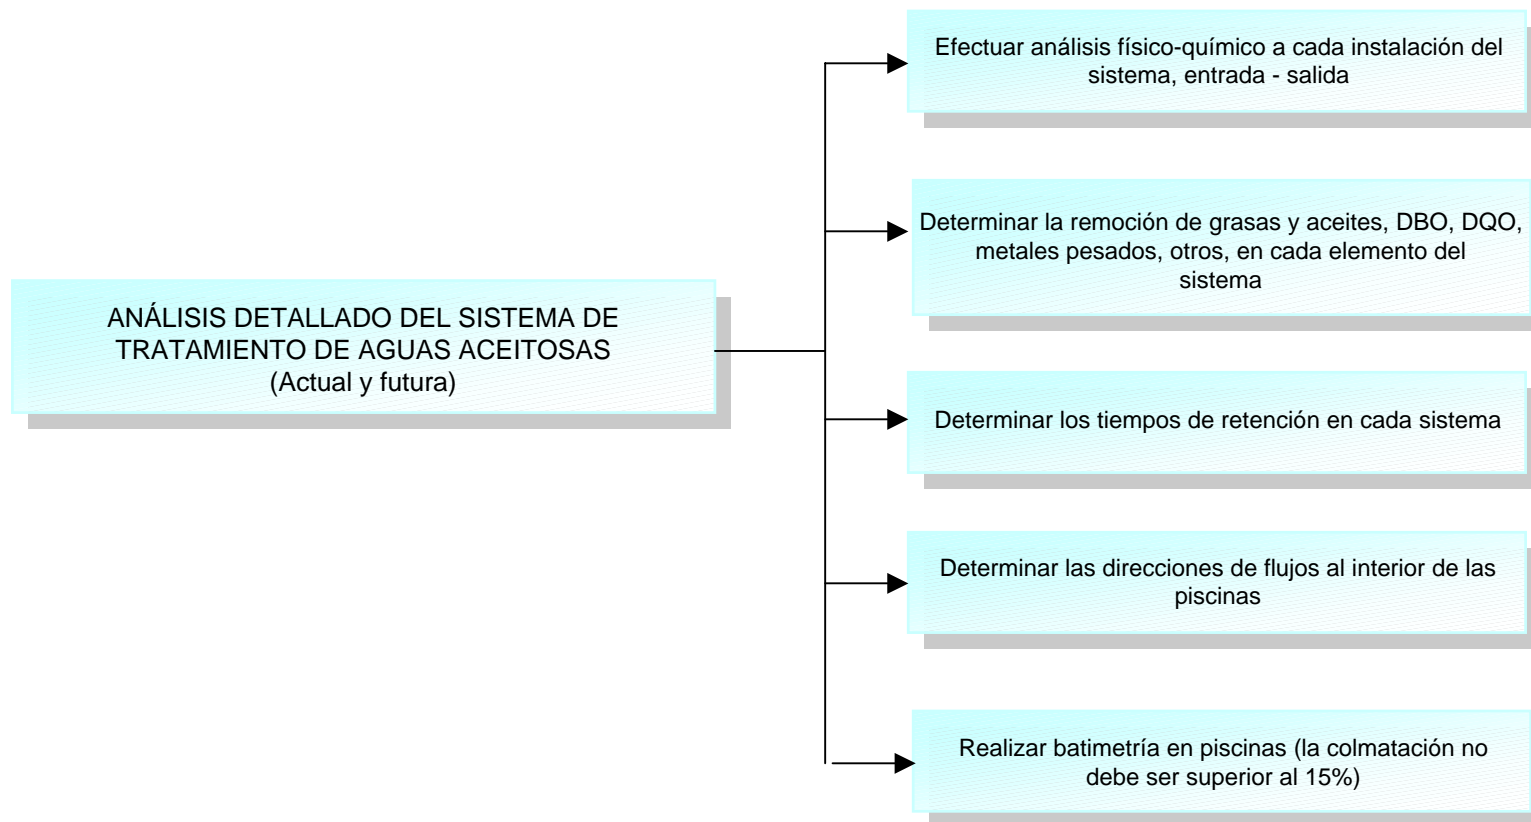 Efectuar análisis físico-químico a cada instalación del
sistema, entrada - salida
Determinar la remoción de grasas y aceites, DBO, DQO,
metales pesados, otros, en cada elemento del
sistema
ANÁLISIS DETALLADO DEL SISTEMA DE
TRATAMIENTO DE AGUAS ACEITOSAS
(Actual y futura)
Determinar los tiempos de retención en cada sistema
Determinar las direcciones de flujos al interior de las
piscinas
Realizar batimetría en piscinas (la colmatación no
debe ser superior al 15%)